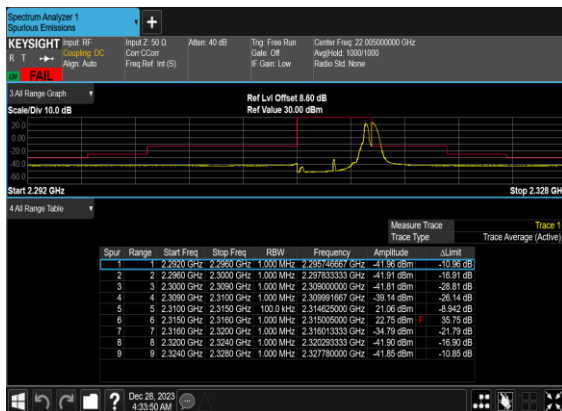 Spectrum Analyzer 1
Spurious Emissions
+
KEYSIGHT Input: RF Input Z: 50 Ω Atten: 40 dB Trig: Free Run Center Freq: 22.005000000 GHz
R T Coupling: DC Corr CCorr Gate: Off Avg|Hold: 1000/1000
Align: Auto Freq Ref: Int (S) IF Gain: Low Radio Std: None
FAIL
3 All Range Graph
Ref Lvl Offset 8.60 dB
Scale/Div 10.0 dB Ref Value 30.00 dBm
20.0
0.00
-20.0
-40.0
-60.0
Start 2.292 GHz Stop 2.328 GH
4 All Range Table
Measure Trace Trace 1
Trace Type Trace Average (Active)
Spur Range Start Freq Stop Freq RBW Frequency Amplitude ΔLimit
1 1 2.2920 GHz 2.2960 GHz 1.000 MHz 2.295746667 GHz -41.96 dBm -10.96 dB
2 2 2.2960 GHz 2.3000 GHz 1.000 MHz 2.297833333 GHz -41.91 dBm -16.91 dB
3 3 2.3000 GHz 2.3090 GHz 1.000 MHz 2.309000000 GHz -41.81 dBm -28.81 dB
4 4 2.3090 GHz 2.3100 GHz 1.000 MHz 2.309991667 GHz -39.14 dBm -26.14 dB
5 5 2.3100 GHz 2.3150 GHz 100.0 kHz 2.314625000 GHz 21.06 dBm -8.942 dB
6 6 2.3150 GHz 2.3160 GHz 1.000 MHz 2.315005000 GHz 22.75 dBm F 35.75 dB
7 7 2.3160 GHz 2.3200 GHz 1.000 MHz 2.316013333 GHz -34.79 dBm -21.79 dB
8 8 2.3200 GHz 2.3240 GHz 1.000 MHz 2.320293333 GHz -41.90 dBm -16.90 dB
9 9 2.3240 GHz 2.3280 GHz 1.000 MHz 2.327780000 GHz -41.85 dBm -10.85 dB
? Dec 28, 2023
4:33:50 AM